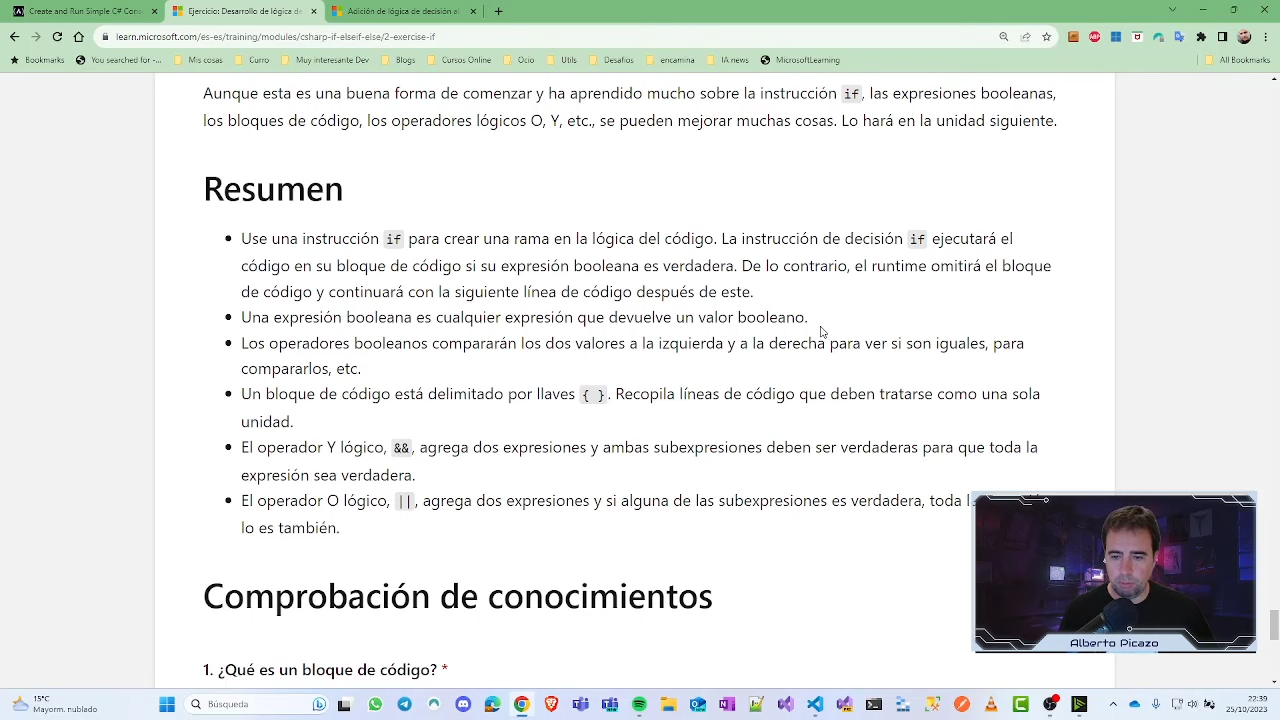 Create and Run Simple C# Cons
Ejercicio: Desarrollo de lógica de
Adición de lógica de decisión al
learn.microsoft.com/es-es/training/modules/csharp-if-elseif-else/2-exercise-if
Bookmarks
You searched for -...
Mis cosas
Curro
Muy interesante Dev
Blogs
Cursos Online
Ocio
Utils
Desafios
encamina
IA news
MicrosoftLearning
All Bookmarks
Aunque esta es una buena forma de comenzar y ha aprendido mucho sobre la instrucción if, las expresiones booleanas,
los bloques de código, los operadores lógicos O, Y, etc., se pueden mejorar muchas cosas. Lo hará en la unidad siguiente.
Resumen
Use una instrucción if para crear una rama en la lógica del código. La instrucción de decisión if ejecutará el
código en su bloque de código si su expresión booleana es verdadera. De lo contrario, el runtime omitirá el bloque
de código y continuará con la siguiente línea de código después de este.
Una expresión booleana es cualquier expresión que devuelve un valor booleano.
Los operadores booleanos compararán los dos valores a la izquierda y a la derecha para ver si son iguales, para
compararlos, etc.
Un bloque de código está delimitado por llaves { }. Recopila líneas de código que deben tratarse como una sola
unidad.
El operador Y lógico, &&, agrega dos expresiones y ambas subexpresiones deben ser verdaderas para que toda la
expresión sea verdadera.
El operador O lógico, ||, agrega dos expresiones y si alguna de las subexpresiones es verdadera, toda
lo es también.
Comprobación de conocimientos
1. ¿Qué es un bloque de código? *
Alberto Picazo
15°C
Mayorm. nublado
Búsqueda
22:39
25/10/2023